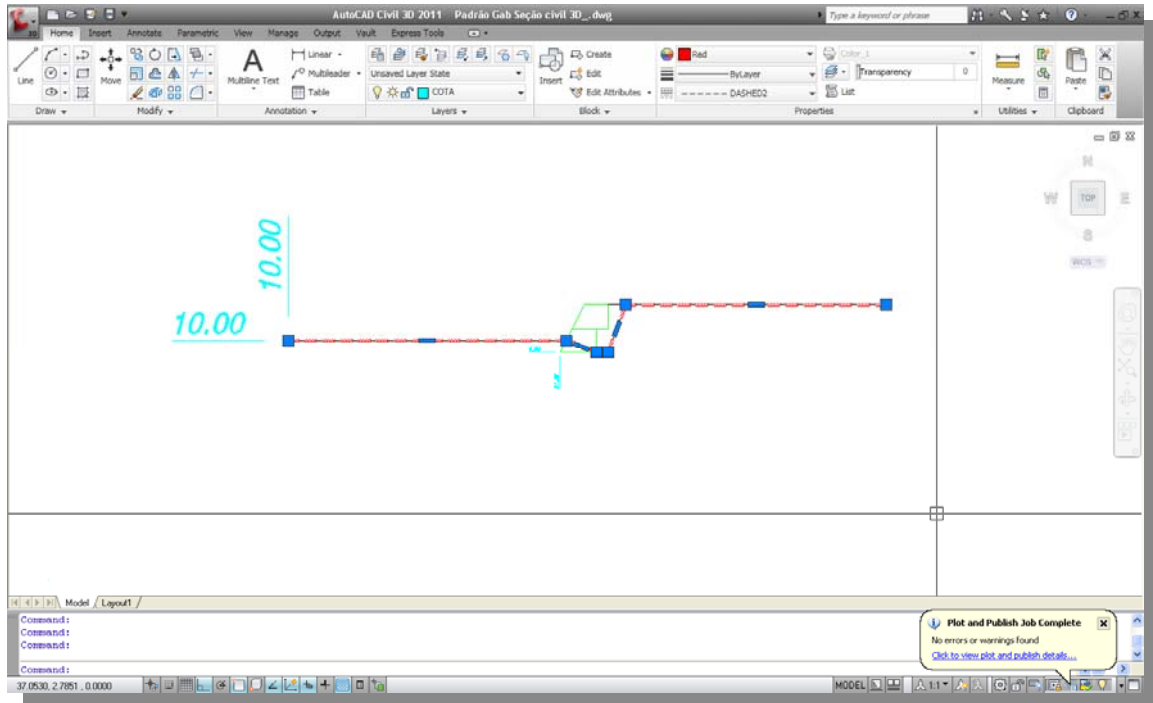 AutoCAD Civil 3D 2011 Padrão Gab Seção civil 3D_.dwg
Type a keyword or phrase
Home Insert Annotate Parametric View Manage Output Vault Express Tools
Line
Move
Multiline Text
Linear
Multileader
Table
Unsaved Layer State
COTA
Insert
Create
Edit
Edit Attributes
Red
ByLayer
DASHED2
Color_1
Transparency 0
List
Measure
Paste
Draw Modify Annotation Layers Block Properties Utilities Clipboard
N
W TOP E
S
WCS
10.00
10.00
Model Layout1
Command:
Command:
Command:
Command:
Plot and Publish Job Complete
No errors or warnings found
Click to view plot and publish details...
37.0530, 2.7851 , 0.0000
MODEL
1:1